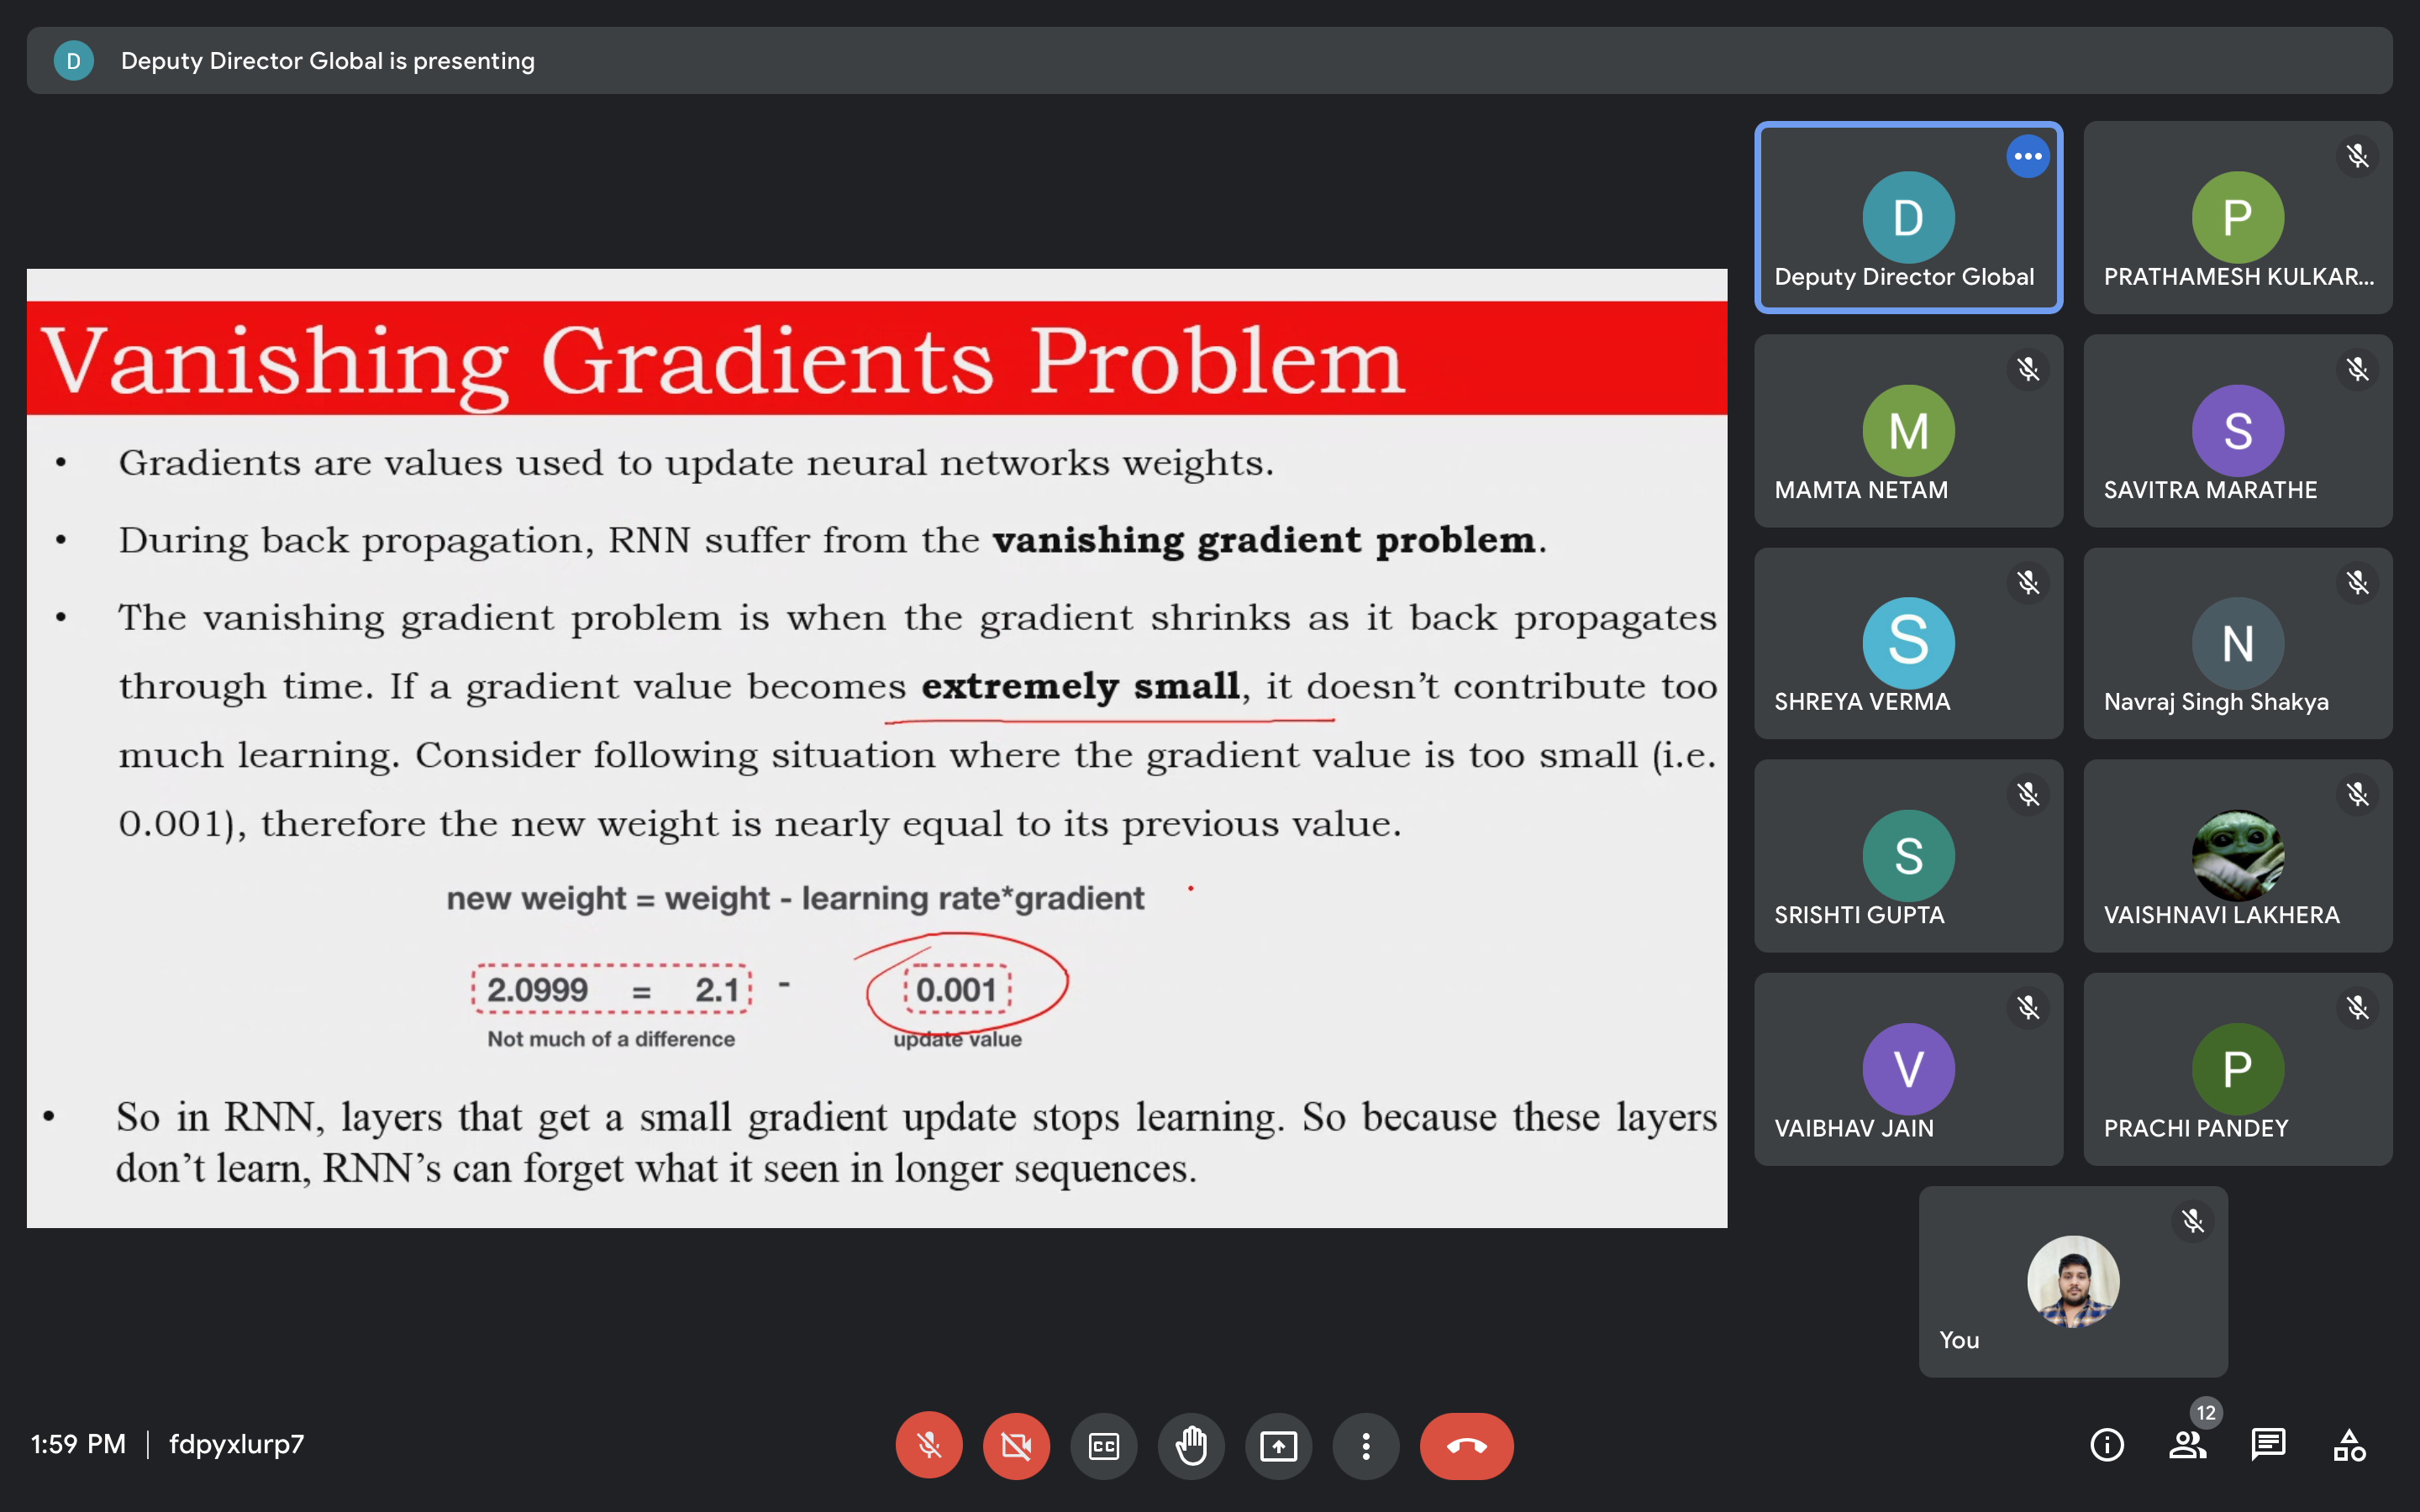 D
Deputy Director Global is presenting
Vanishing Gradients Problem
• Gradients are values used to update neural networks weights.
• During back propagation, RNN suffer from the vanishing gradient problem.
• The vanishing gradient problem is when the gradient shrinks as it back propagates
through time. If a gradient value becomes extremely small, it doesn’t contribute too
much learning. Consider following situation where the gradient value is too small (i.e.
0.001), therefore the new weight is nearly equal to its previous value.
new weight = weight - learning rate*gradient
2.0999 = 2.1 - 0.001
Not much of a difference update value
• So in RNN, layers that get a small gradient update stops learning. So because these layers
don’t learn, RNN’s can forget what it seen in longer sequences.
D
Deputy Director Global
P
PRATHAMESH KULKAR...
M
MAMTA NETAM
S
SAVITRA MARATHE
S
SHREYA VERMA
N
Navraj Singh Shakya
S
SRISHTI GUPTA
VAISHNAVI LAKHERA
V
VAIBHAV JAIN
P
PRACHI PANDEY
You
1:59 PM | fdpyxlurp7
CC
12